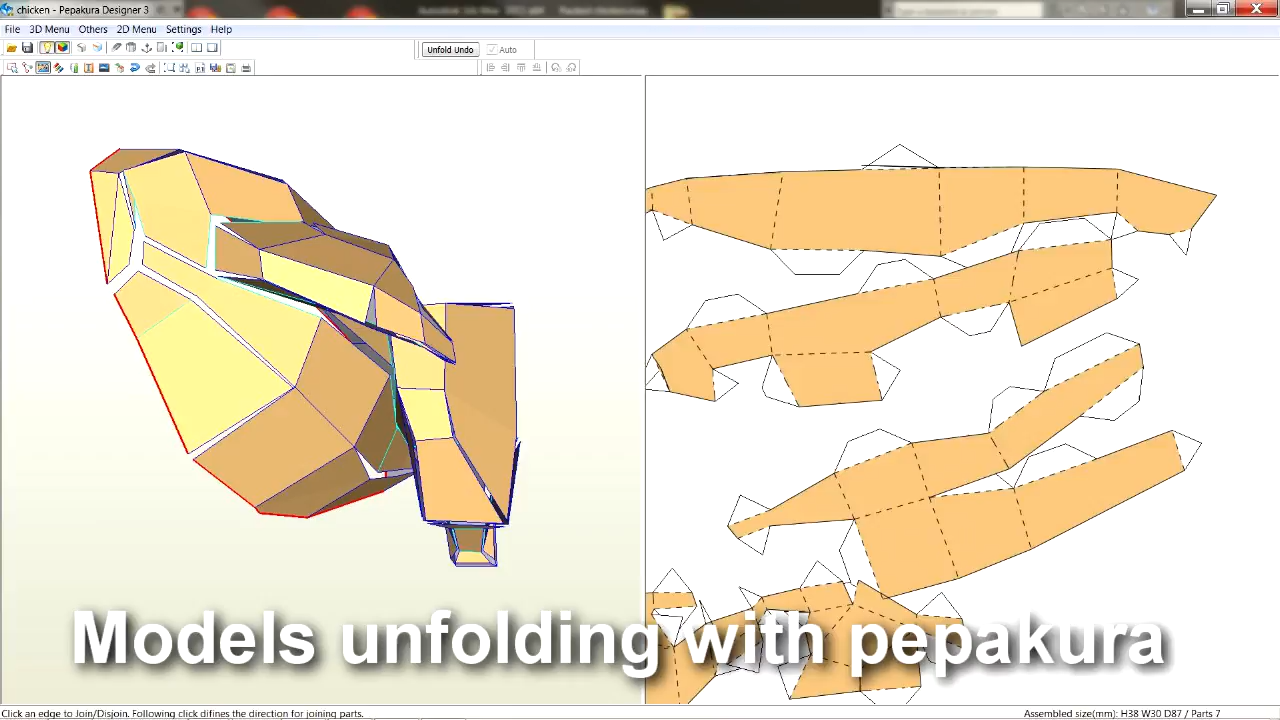 chicken - Pepakura Designer 3
File 3D Menu Others 2D Menu Settings Help
Unfold Undo Auto
Models unfolding with pepakura
Click an edge to Join/Disjoin. Following click difines the direction for joining parts.
Assembled size(mm): H38 W30 D87 / Parts 7